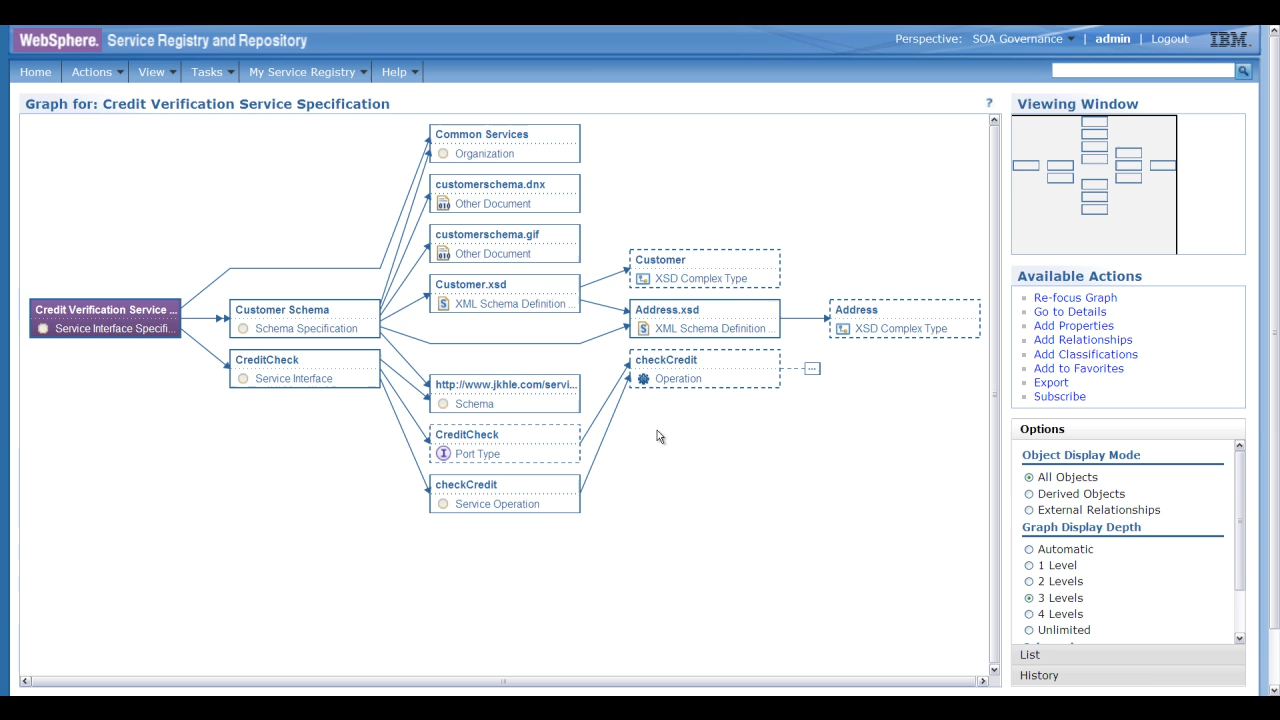 WebSphere. Service Registry and Repository
Perspective: SOA Governance | admin | Logout IBM.
Home Actions View Tasks My Service Registry Help
Graph for: Credit Verification Service Specification
?
Common Services
Organization
customerschema.dnx
Other Document
customerschema.gif
Other Document
Customer.xsd
XML Schema Definition ...
Customer
XSD Complex Type
Credit Verification Service ...
Service Interface Specifi...
Customer Schema
Schema Specification
Address.xsd
XML Schema Definition ...
Address
XSD Complex Type
CreditCheck
Service Interface
checkCredit
Operation
...
http://www.jkhle.com/servi...
Schema
CreditCheck
Port Type
checkCredit
Service Operation
Viewing Window
Available Actions
Re-focus Graph
Go to Details
Add Properties
Add Relationships
Add Classifications
Add to Favorites
Export
Subscribe
Options
Object Display Mode
All Objects
Derived Objects
External Relationships
Graph Display Depth
Automatic
1 Level
2 Levels
3 Levels
4 Levels
Unlimited
List
History